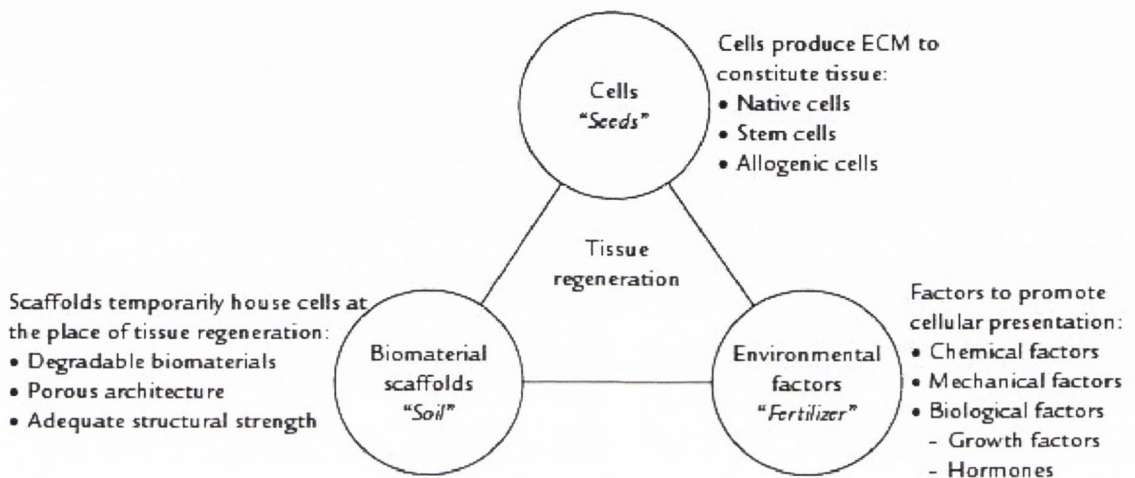 Cells
"Seeds"
Cells produce ECM to
constitute tissue:
• Native cells
• Stem cells
• Allogenic cells
Tissue
regeneration
Scaffolds temporarily house cells at
the place of tissue regeneration:
• Degradable biomaterials
• Porous architecture
• Adequate structural strength
Biomaterial
scaffolds
"Soil"
Environmental
factors
"Fertilizer"
Factors to promote
cellular presentation:
• Chemical factors
• Mechanical factors
• Biological factors
- Growth factors
- Hormones